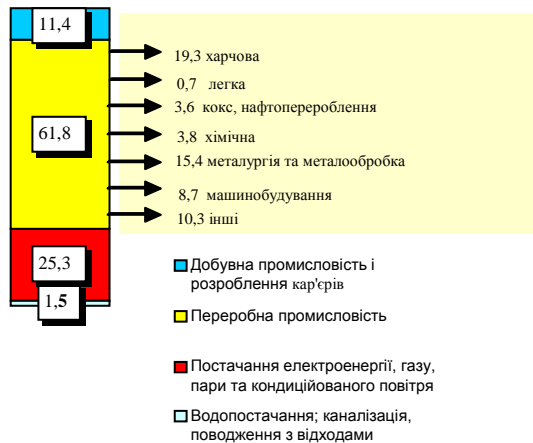 11,4
19,3 харчова
0,7 легка
3,6 кокс, нафтоперероблення
61,8
3,8 хімічна
15,4 металургія та металообробка
8,7 машинобудування
10,3 інші
25,3
1,5
Добувна промисловість і
розроблення кар'єрів
Переробна промисловість
Постачання електроенергії, газу,
пари та кондиційованого повітря
Водопостачання; каналізація,
поводження з відходами